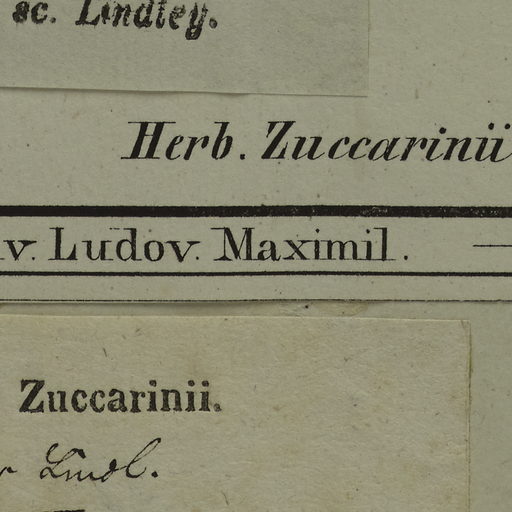 sc. Lindley.
Herb. Zuccarinii
v. Ludov. Maximil.
Zuccarinii.
Lindl.